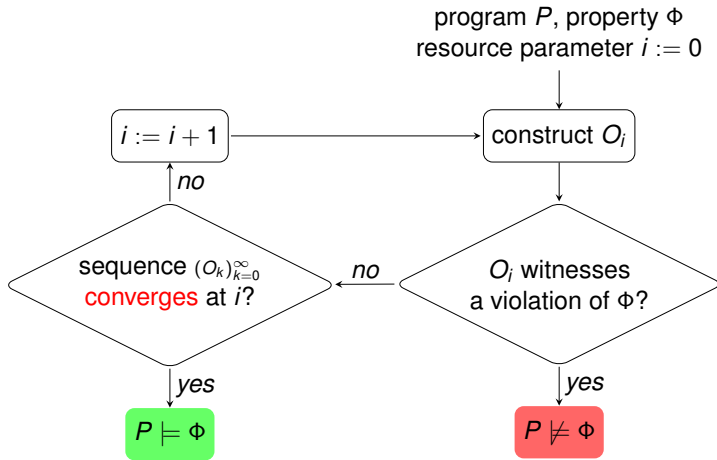 program P, property Φ
resource parameter i := 0
i := i + 1
construct O_i
no
sequence (O_k)_{k=0}^∞
converges at i?
no
O_i witnesses
a violation of Φ?
yes
yes
P ⊨ Φ
P ⊭ Φ